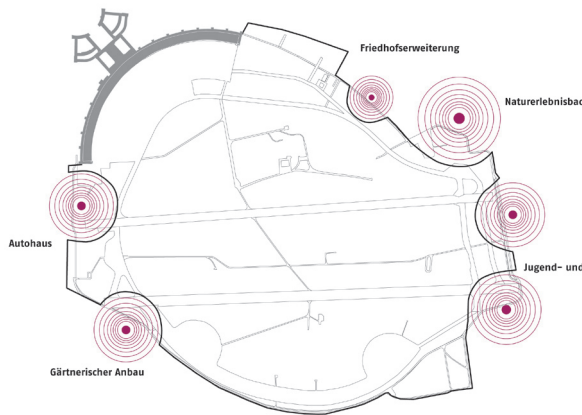 Friedhofserweiterung
Naturerlebnisbad
Autohaus
Jugend- und
Gärtnerischer Anbau